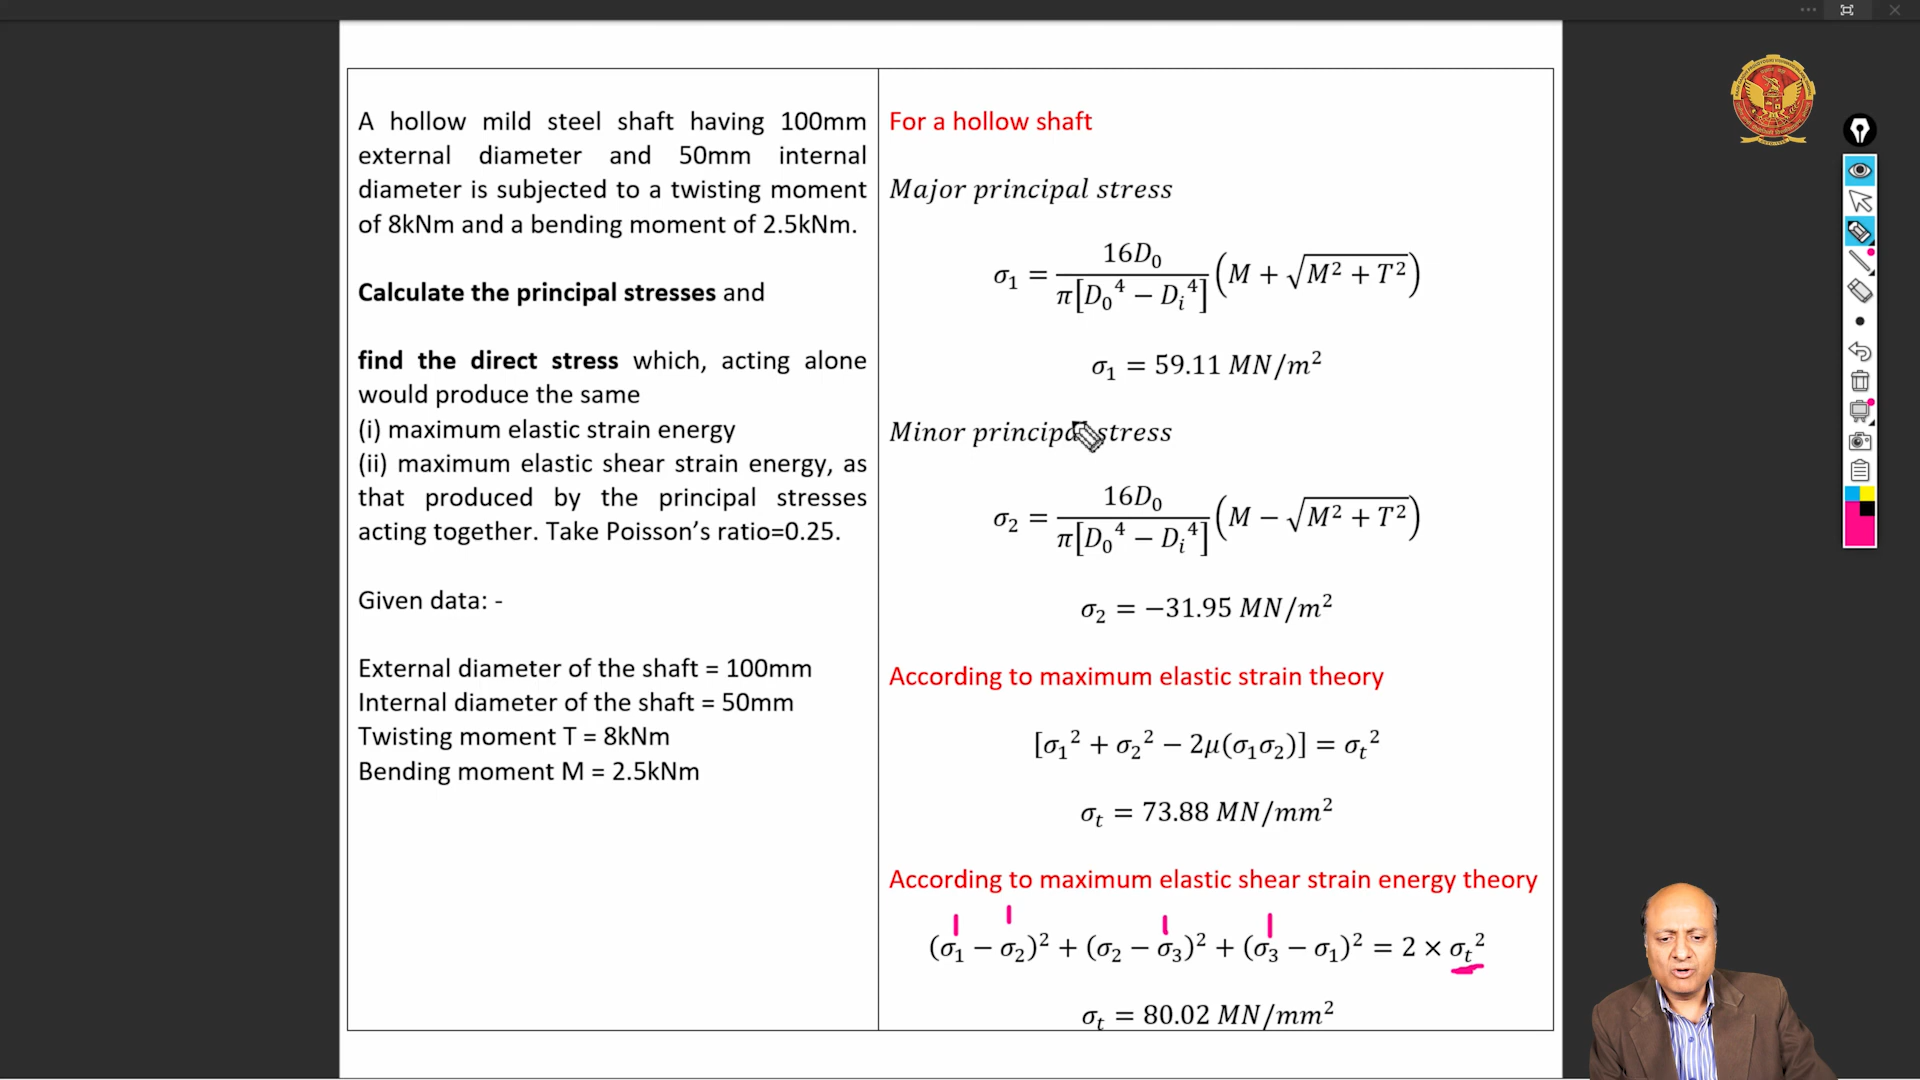 A hollow mild steel shaft having 100mm
external diameter and 50mm internal
diameter is subjected to a twisting moment
of 8kNm and a bending moment of 2.5kNm.
Calculate the principal stresses and
find the direct stress which, acting alone
would produce the same
(i) maximum elastic strain energy
(ii) maximum elastic shear strain energy, as
that produced by the principal stresses
acting together. Take Poisson’s ratio=0.25.
Given data: -
External diameter of the shaft = 100mm
Internal diameter of the shaft = 50mm
Twisting moment T = 8kNm
Bending moment M = 2.5kNm
For a hollow shaft
Major principal stress
σ₁ = 16D₀ / π[D₀⁴ − Dᵢ⁴] (M + √(M² + T²))
σ₁ = 59.11 MN/m²
Minor principal stress
σ₂ = 16D₀ / π[D₀⁴ − Dᵢ⁴] (M − √(M² + T²))
σ₂ = −31.95 MN/m²
According to maximum elastic strain theory
[σ₁² + σ₂² − 2μ(σ₁σ₂)] = σₜ²
σₜ = 73.88 MN/mm²
According to maximum elastic shear strain energy theory
(σ₁ − σ₂)² + (σ₂ − σ₃)² + (σ₃ − σ₁)² = 2 × σₜ²
σₜ = 80.02 MN/mm²